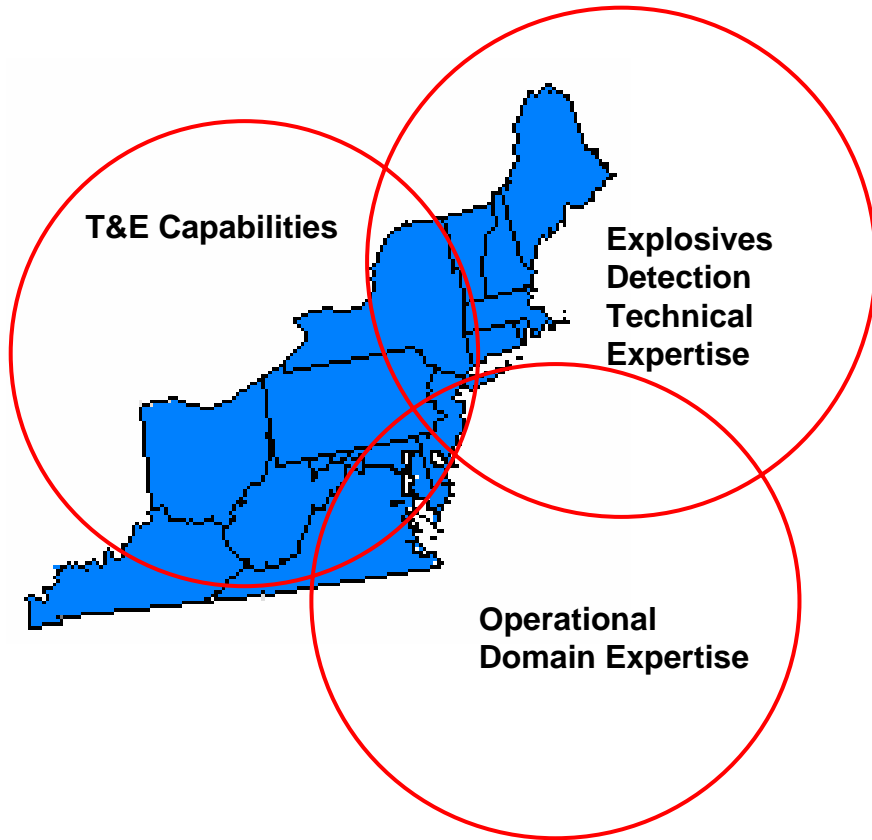 T&E Capabilities
Explosives
Detection
Technical
Expertise
Operational
Domain Expertise